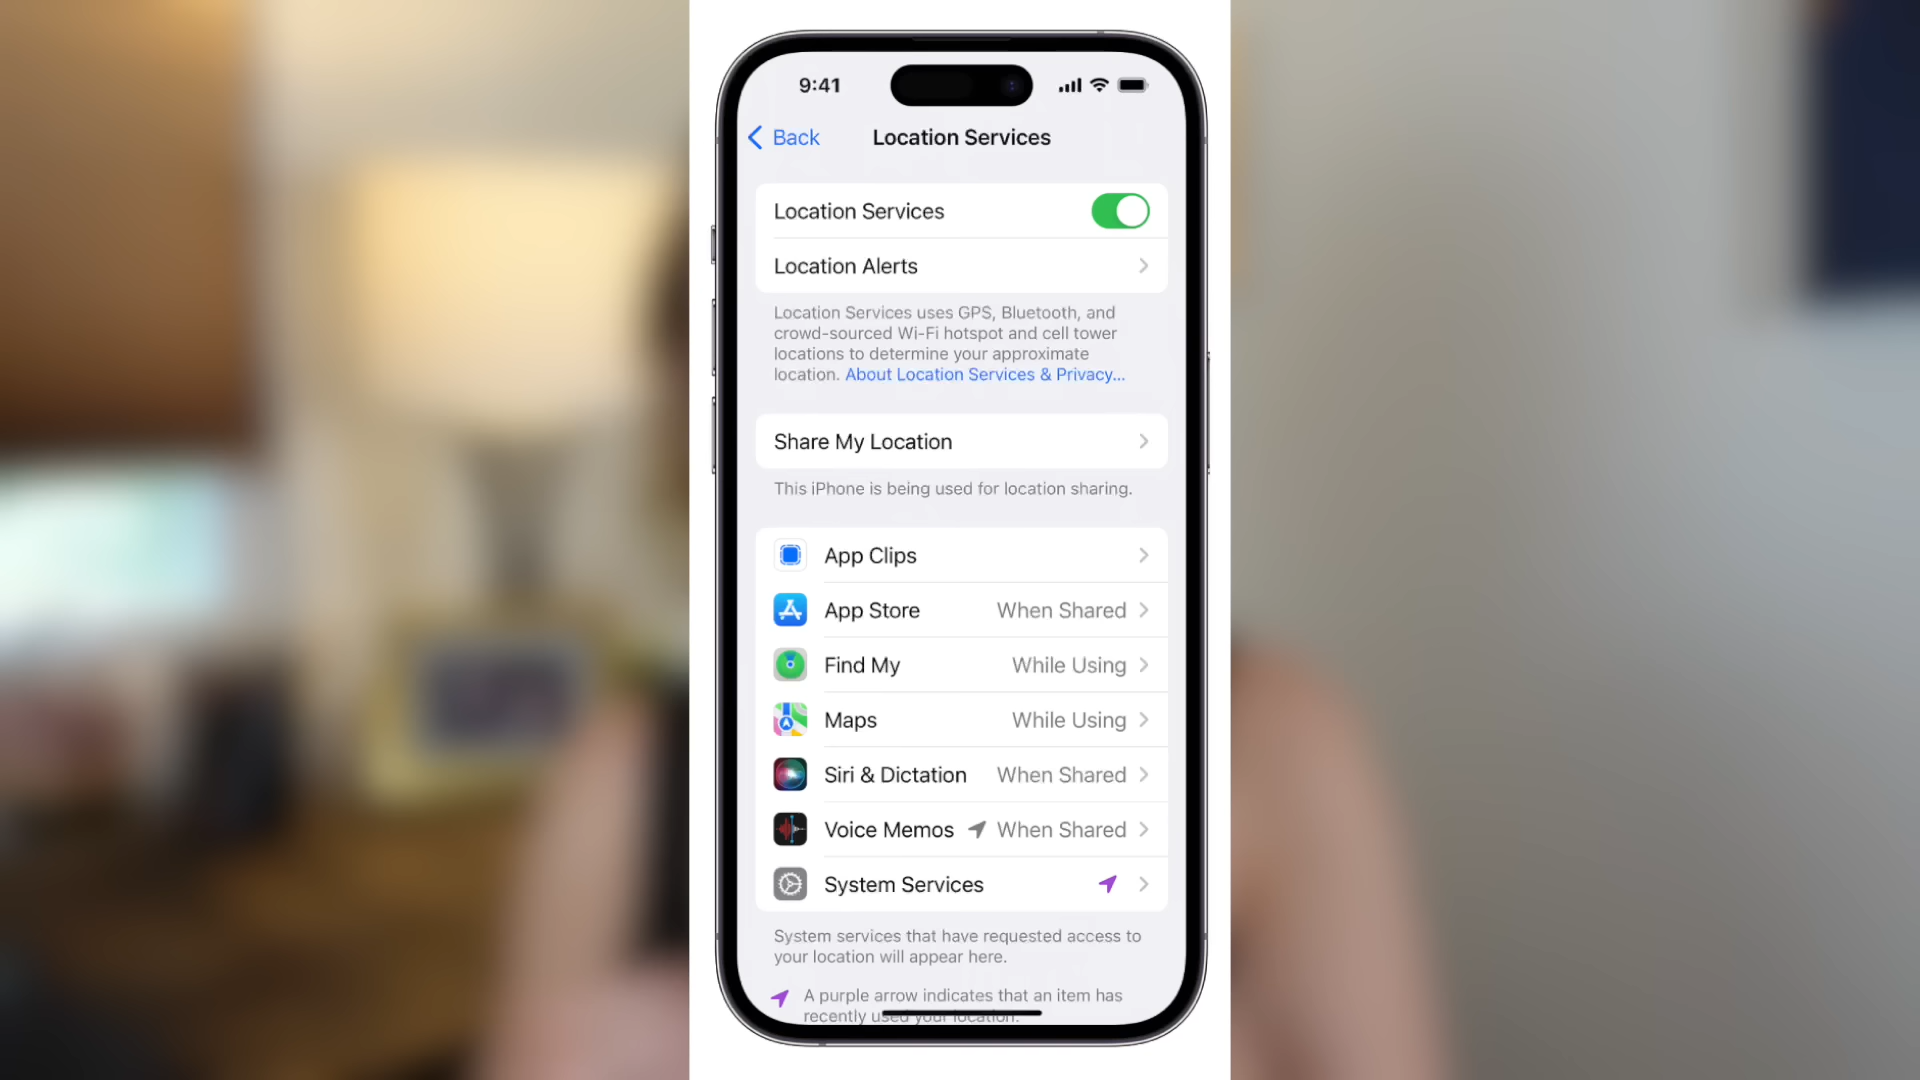 9:41
Back
Location Services
Location Services
Location Alerts
Location Services uses GPS, Bluetooth, and
crowd-sourced Wi-Fi hotspot and cell tower
locations to determine your approximate
location. About Location Services & Privacy...
Share My Location
This iPhone is being used for location sharing.
App Clips
App Store When Shared
Find My While Using
Maps While Using
Siri & Dictation When Shared
Voice Memos When Shared
System Services
System services that have requested access to
your location will appear here.
A purple arrow indicates that an item has
recently used your location.